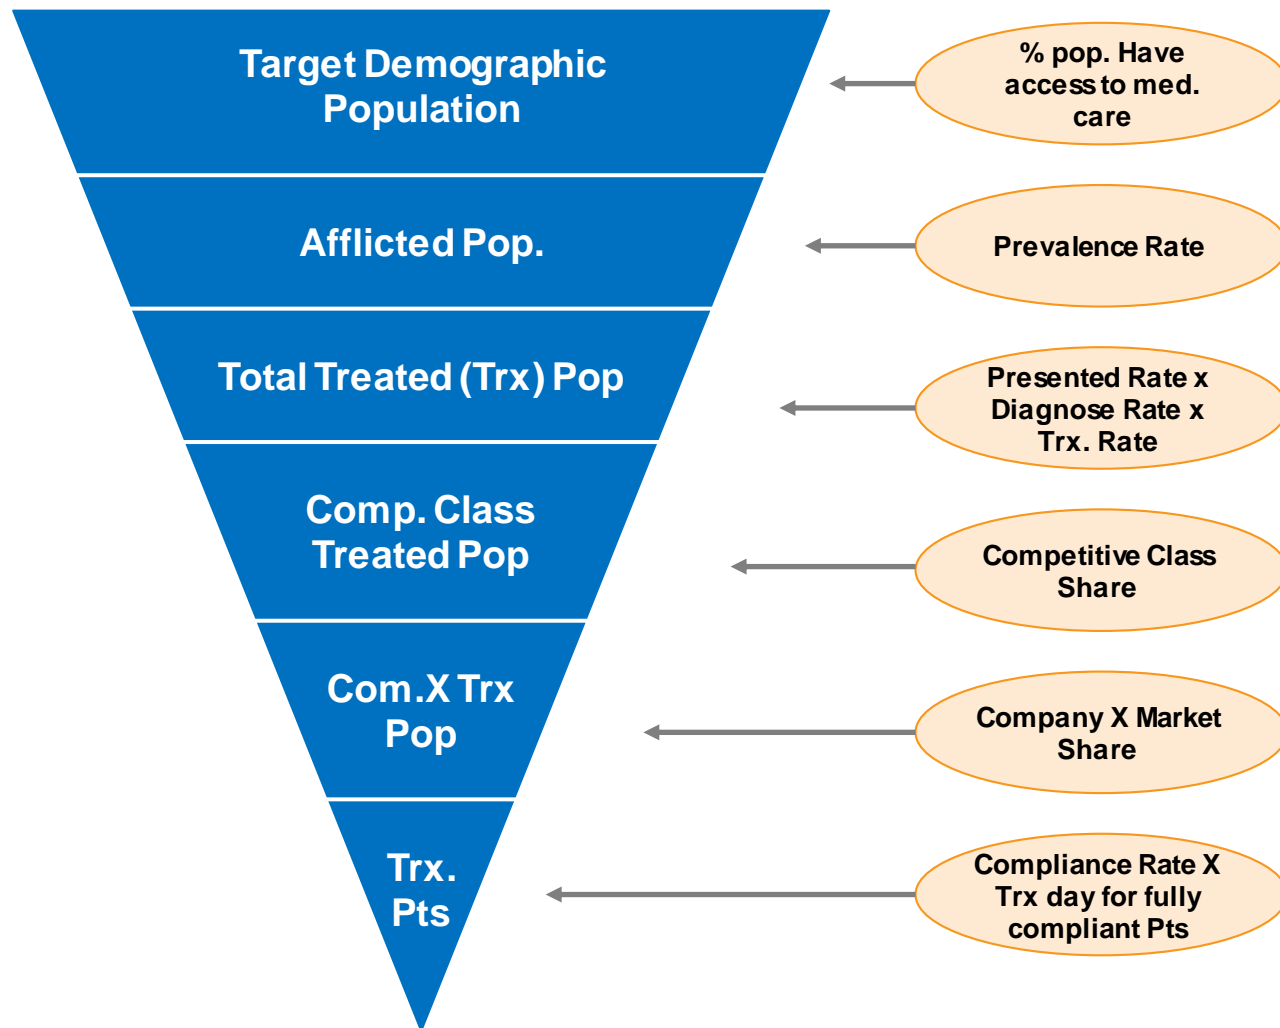 Target Demographic
Population
% pop. Have
access to med.
care
Afflicted Pop.
Prevalence Rate
Total Treated (Trx) Pop
Presented Rate x
Diagnose Rate x
Trx. Rate
Comp. Class
Treated Pop
Competitive Class
Share
Com.X Trx
Pop
Company X Market
Share
Trx.
Pts
Compliance Rate X
Trx day for fully
compliant Pts